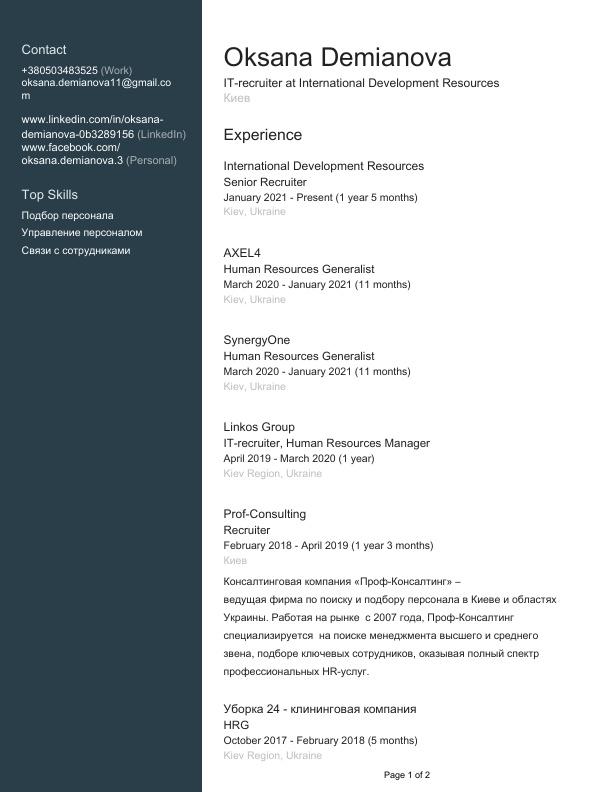 Contact
+380503483525 (Work)
oksana.demianova11@gmail.co
m
www.linkedin.com/in/oksana-
demianova-0b3289156 (LinkedIn)
www.facebook.com/
oksana.demianova.3 (Personal)
Top Skills
Подбор персонала
Управление персоналом
Связи с сотрудниками
Oksana Demianova
IT-recruiter at International Development Resources
Киев
Experience
International Development Resources
Senior Recruiter
January 2021 - Present (1 year 5 months)
Kiev, Ukraine
AXEL4
Human Resources Generalist
March 2020 - January 2021 (11 months)
Kiev, Ukraine
SynergyOne
Human Resources Generalist
March 2020 - January 2021 (11 months)
Kiev, Ukraine
Linkos Group
IT-recruiter, Human Resources Manager
April 2019 - March 2020 (1 year)
Kiev Region, Ukraine
Prof-Consulting
Recruiter
February 2018 - April 2019 (1 year 3 months)
Киев
Консалтинговая компания «Проф-Консалтинг» –
ведущая фирма по поиску и подбору персонала в Киеве и областях
Украины. Работая на рынке с 2007 года, Проф-Консалтинг
специализируется на поиске менеджмента высшего и среднего
звена, подборе ключевых сотрудников, оказывая полный спектр
профессиональных HR-услуг.
Уборка 24 - клининговая компания
HRG
October 2017 - February 2018 (5 months)
Kiev Region, Ukraine
Page 1 of 2